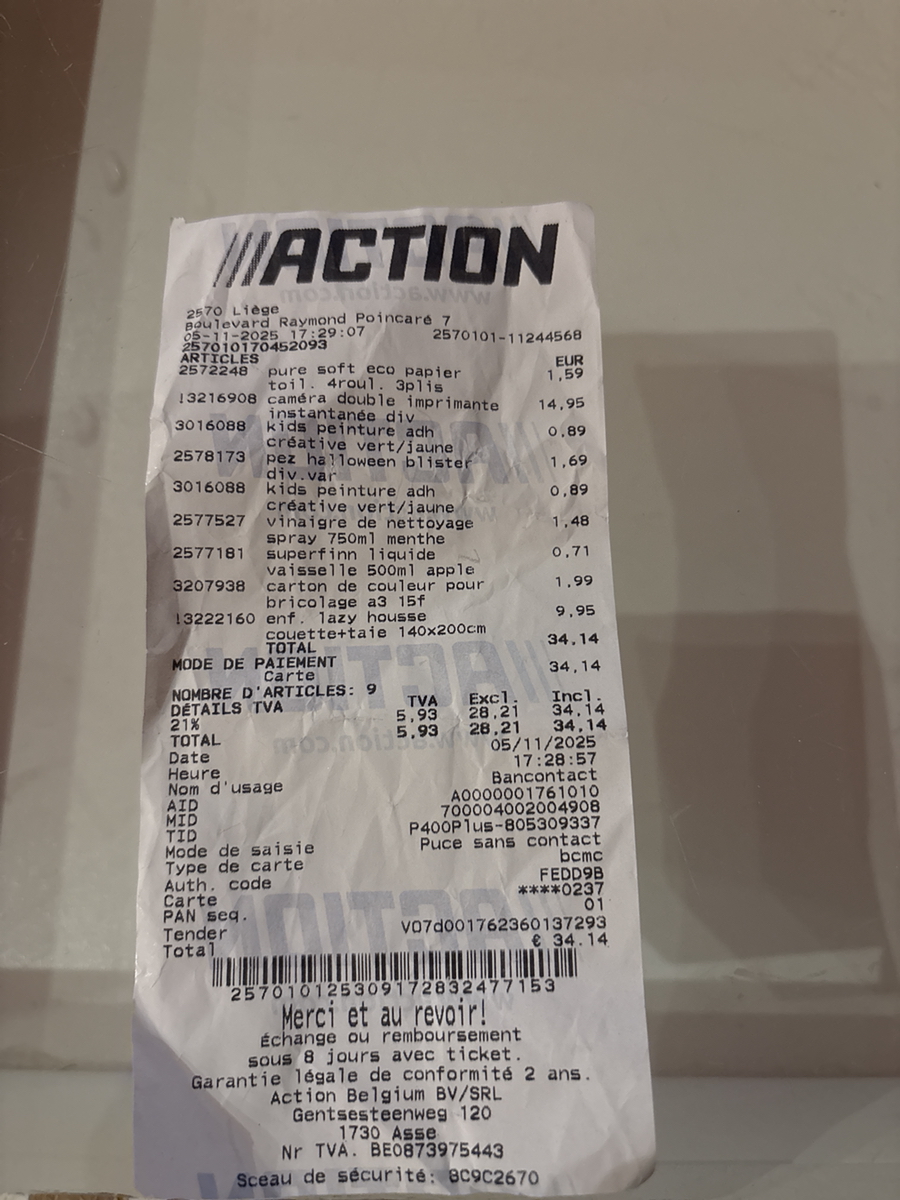 ///ACTION
2570 Liège
Boulevard Raymond Poincaré 7
05-11-2025 17:29:07 2570101-11244568
257010170452093
ARTICLES EUR
2572248 pure soft eco papier 1,59
toil. 4roul. 3plis
!3216908 caméra double imprimante 14,95
instantanée div
3016088 kids peinture adh 0,89
créative vert/jaune
2578173 pez halloween blister 1,69
div.var
3016088 kids peinture adh 0,89
créative vert/jaune
2577527 vinaigre de nettoyage 1,48
spray 750ml menthe
2577181 superfinn liquide 0,71
vaisselle 500ml apple
3207938 carton de couleur pour 1,99
bricolage a3 15f
!3222160 enf. lazy housse 9,95
couette+taie 140x200cm
TOTAL 34,14
MODE DE PAIEMENT
Carte 34,14
NOMBRE D'ARTICLES: 9
DÉTAILS TVA TVA Excl. Incl.
21% 5,93 28,21 34,14
TOTAL 5,93 28,21 34,14
Date 05/11/2025
Heure 17:28:57
Nom d'usage Bancontact
AID A0000001761010
MID 700004002004908
TID P400Plus-805309337
Mode de saisie Puce sans contact
Type de carte bcmc
Auth. code FEDD9B
Carte ****0237
PAN seq. 01
Tender V07d001762360137293
Total € 34.14
257010125309172832477153
Merci et au revoir!
Échange ou remboursement
sous 8 jours avec ticket.
Garantie légale de conformité 2 ans.
Action Belgium BV/SRL
Gentsesteenweg 120
1730 Asse
Nr TVA. BE0873975443
Sceau de sécurité: 8C9C2670